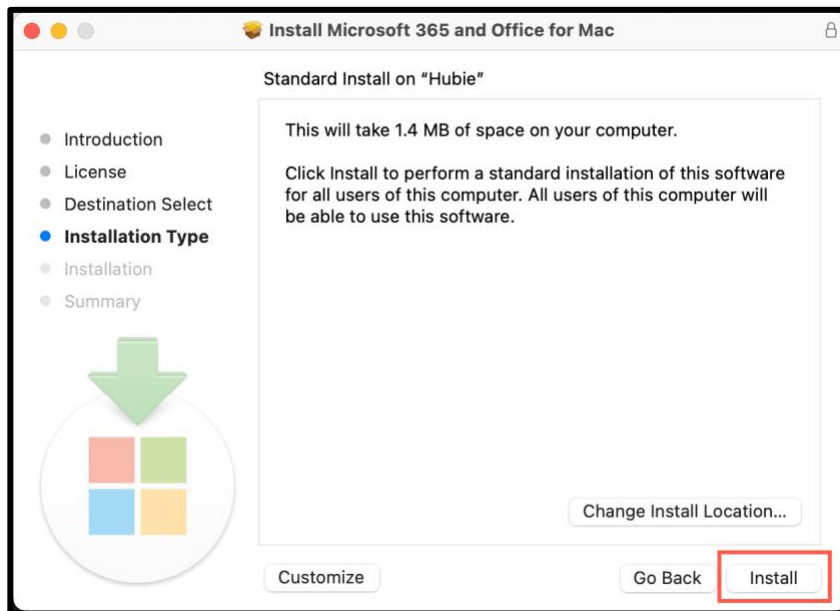 Install Microsoft 365 and Office for Mac
Standard Install on “Hubie”
Introduction
License
Destination Select
Installation Type
Installation
Summary
This will take 1.4 MB of space on your computer.
Click Install to perform a standard installation of this software
for all users of this computer. All users of this computer will
be able to use this software.
Change Install Location...
Customize
Go Back
Install